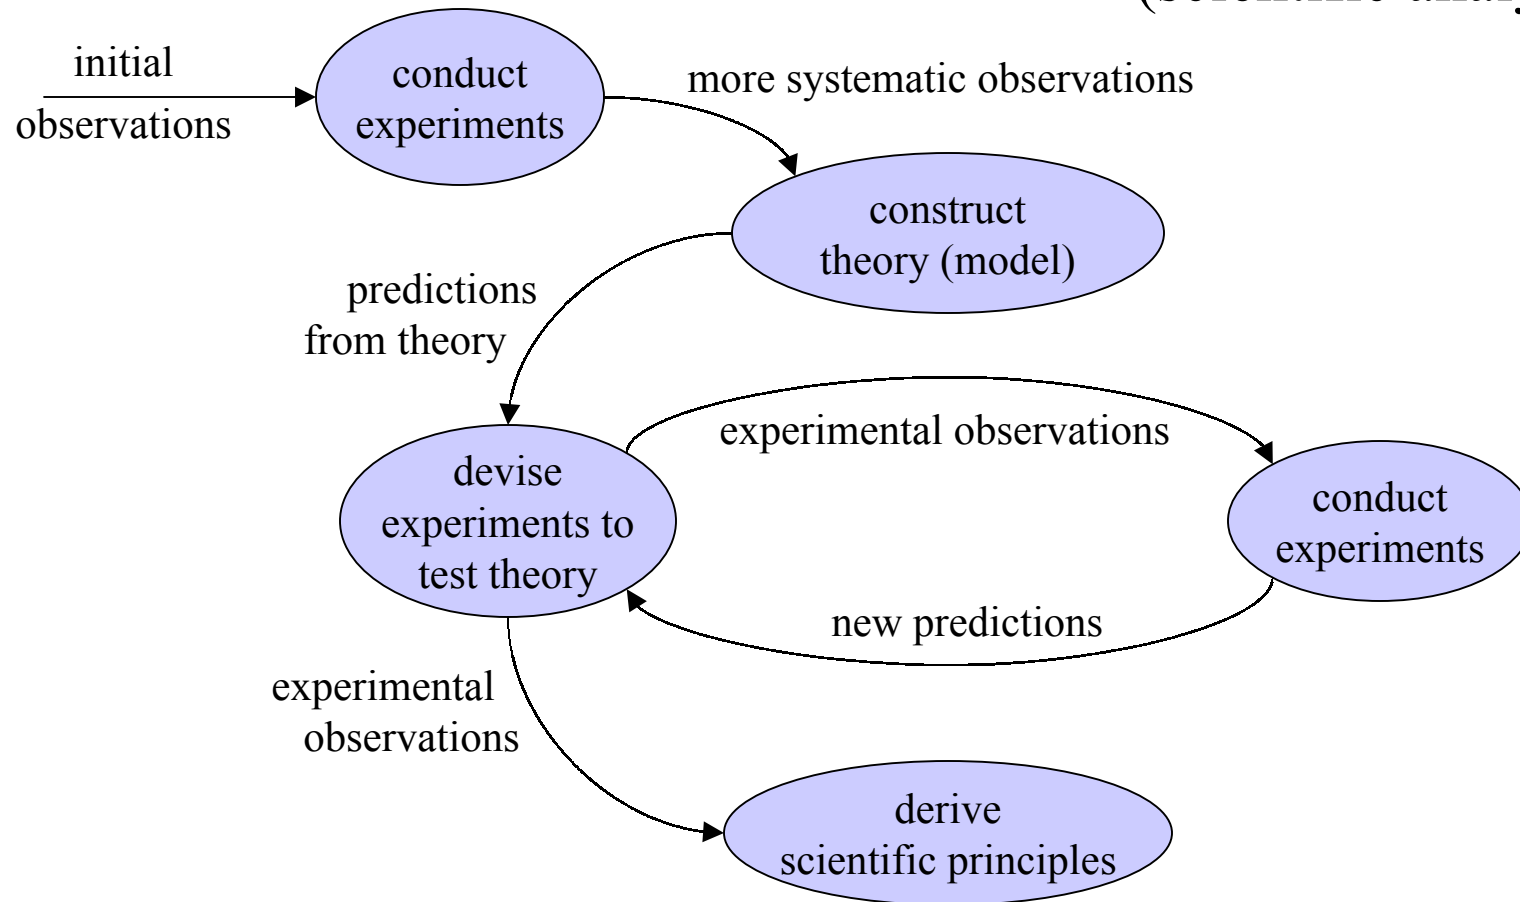 initial
observations
conduct
experiments
more systematic observations
construct
theory (model)
predictions
from theory
experimental observations
devise
experiments to
test theory
conduct
experiments
new predictions
experimental
observations
derive
scientific principles